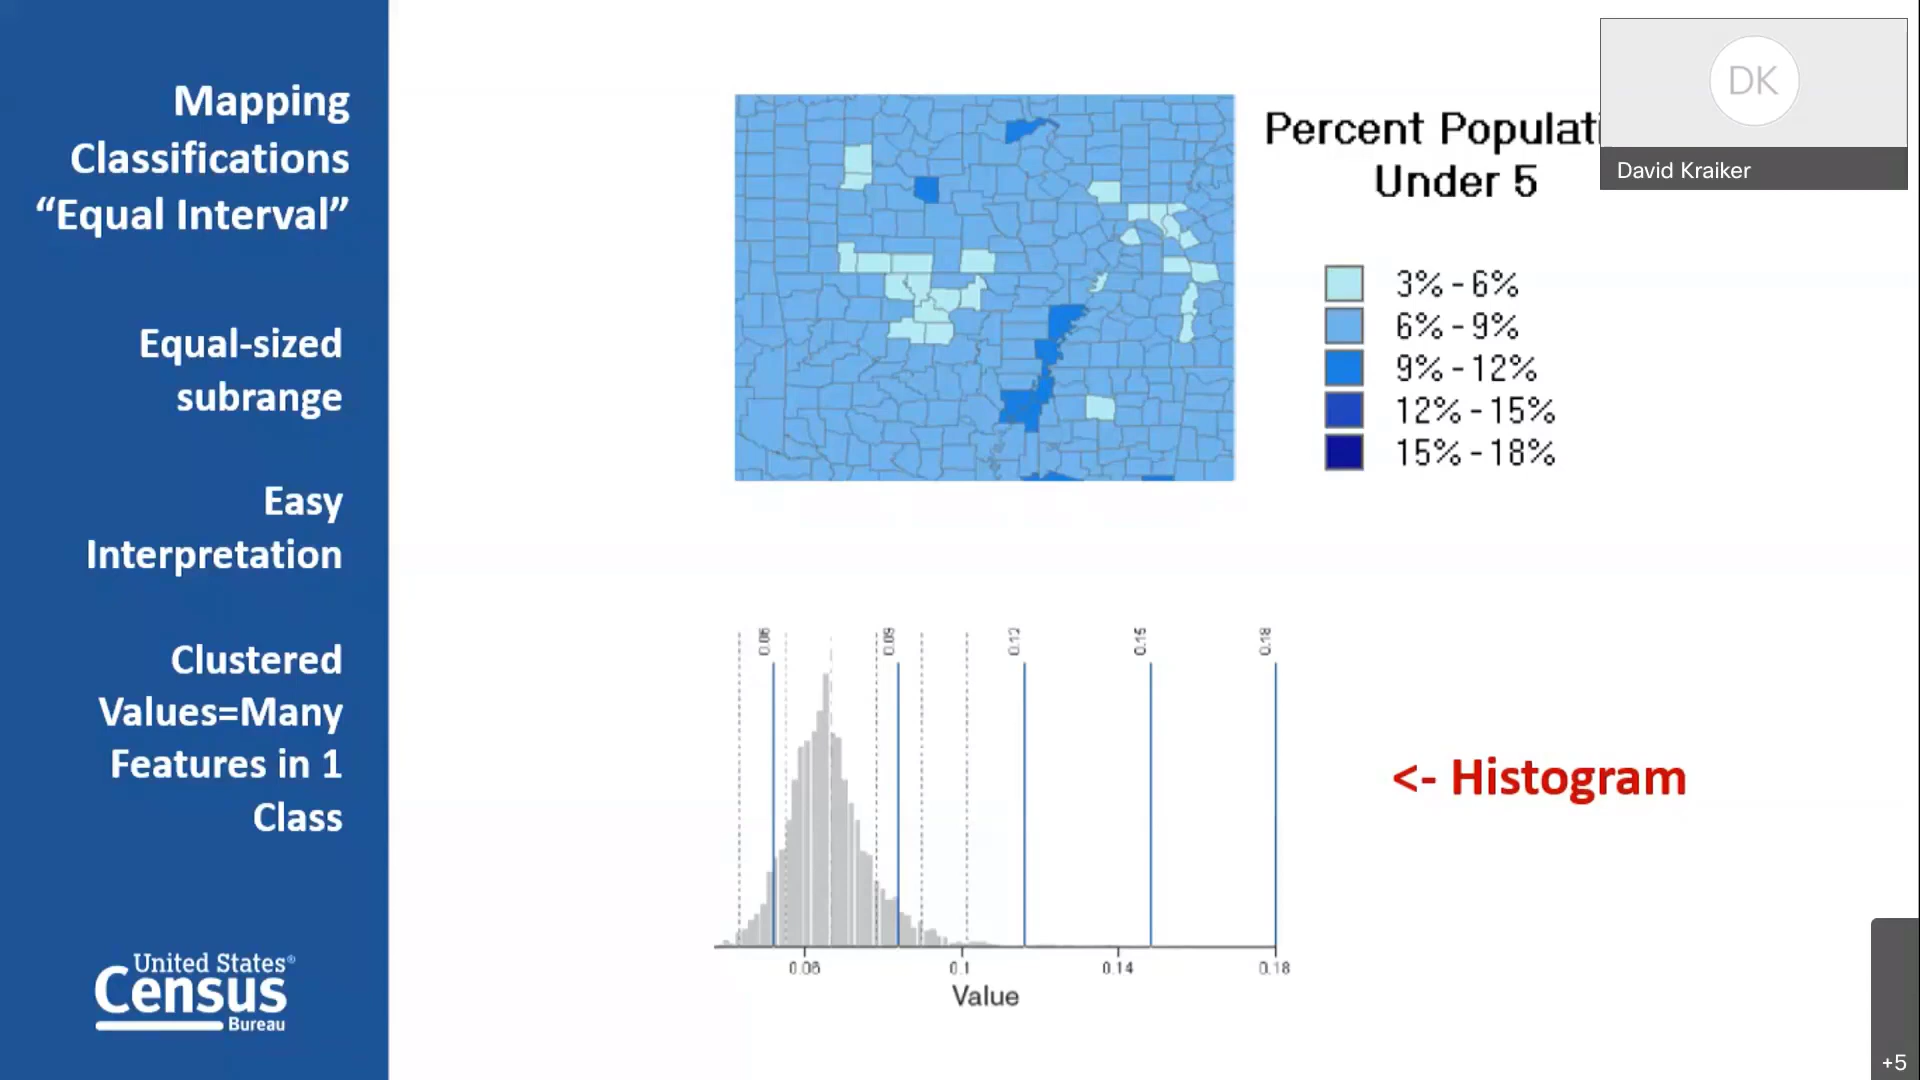 Mapping
Classifications
“Equal Interval”
Equal-sized
subrange
Easy
Interpretation
Clustered
Values=Many
Features in 1
Class
United States®
Census
Bureau
Percent Populati
Under 5
3% - 6%
6% - 9%
9% - 12%
12% - 15%
15% - 18%
DK
David Kraiker
0.06
0.09
0.12
0.15
0.18
0.06
0.1
0.14
0.18
Value
<- Histogram
+5